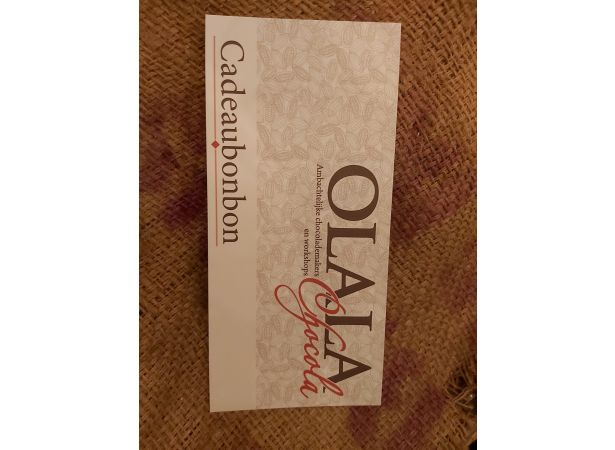 OLALA
Chocola
Ambachtelijke chocolademakers
en workshops
Cadeaubonbon